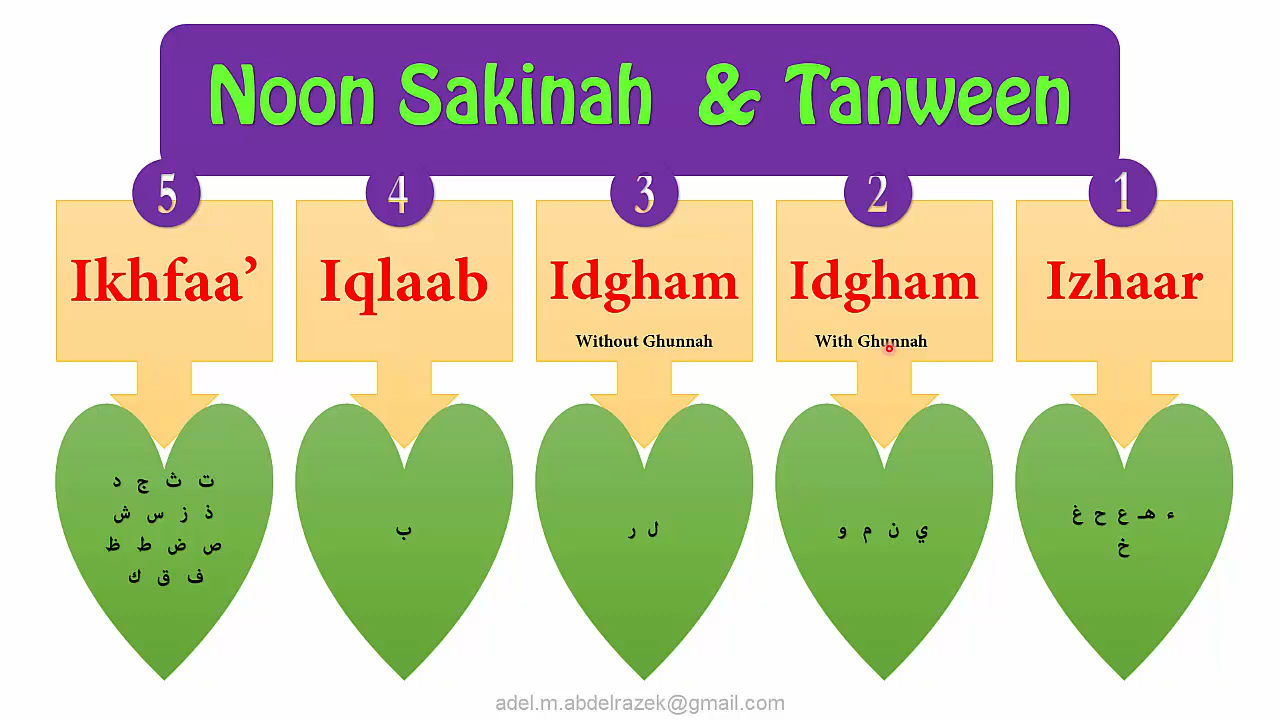 Noon Sakinah & Tanween
5
4
3
2
1
Ikhfaa’
Iqlaab
Idgham
Idgham
Izhaar
Without Ghunnah
With Ghunnah
ت ث ج د
ذ ز س ش
ص ض ط ظ
ف ق ك
ب
ل ر
ي ن م و
ء هـ ع ح غ
خ
adel.m.abdelrazek@gmail.com